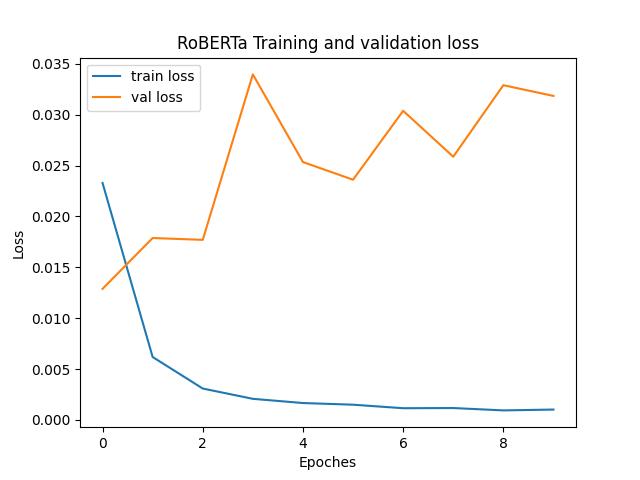 RoBERTa Training and validation loss
train loss
val loss
0.035
0.030
0.025
0.020
0.015
0.010
0.005
0.000
Loss
0 2 4 6 8
Epoches